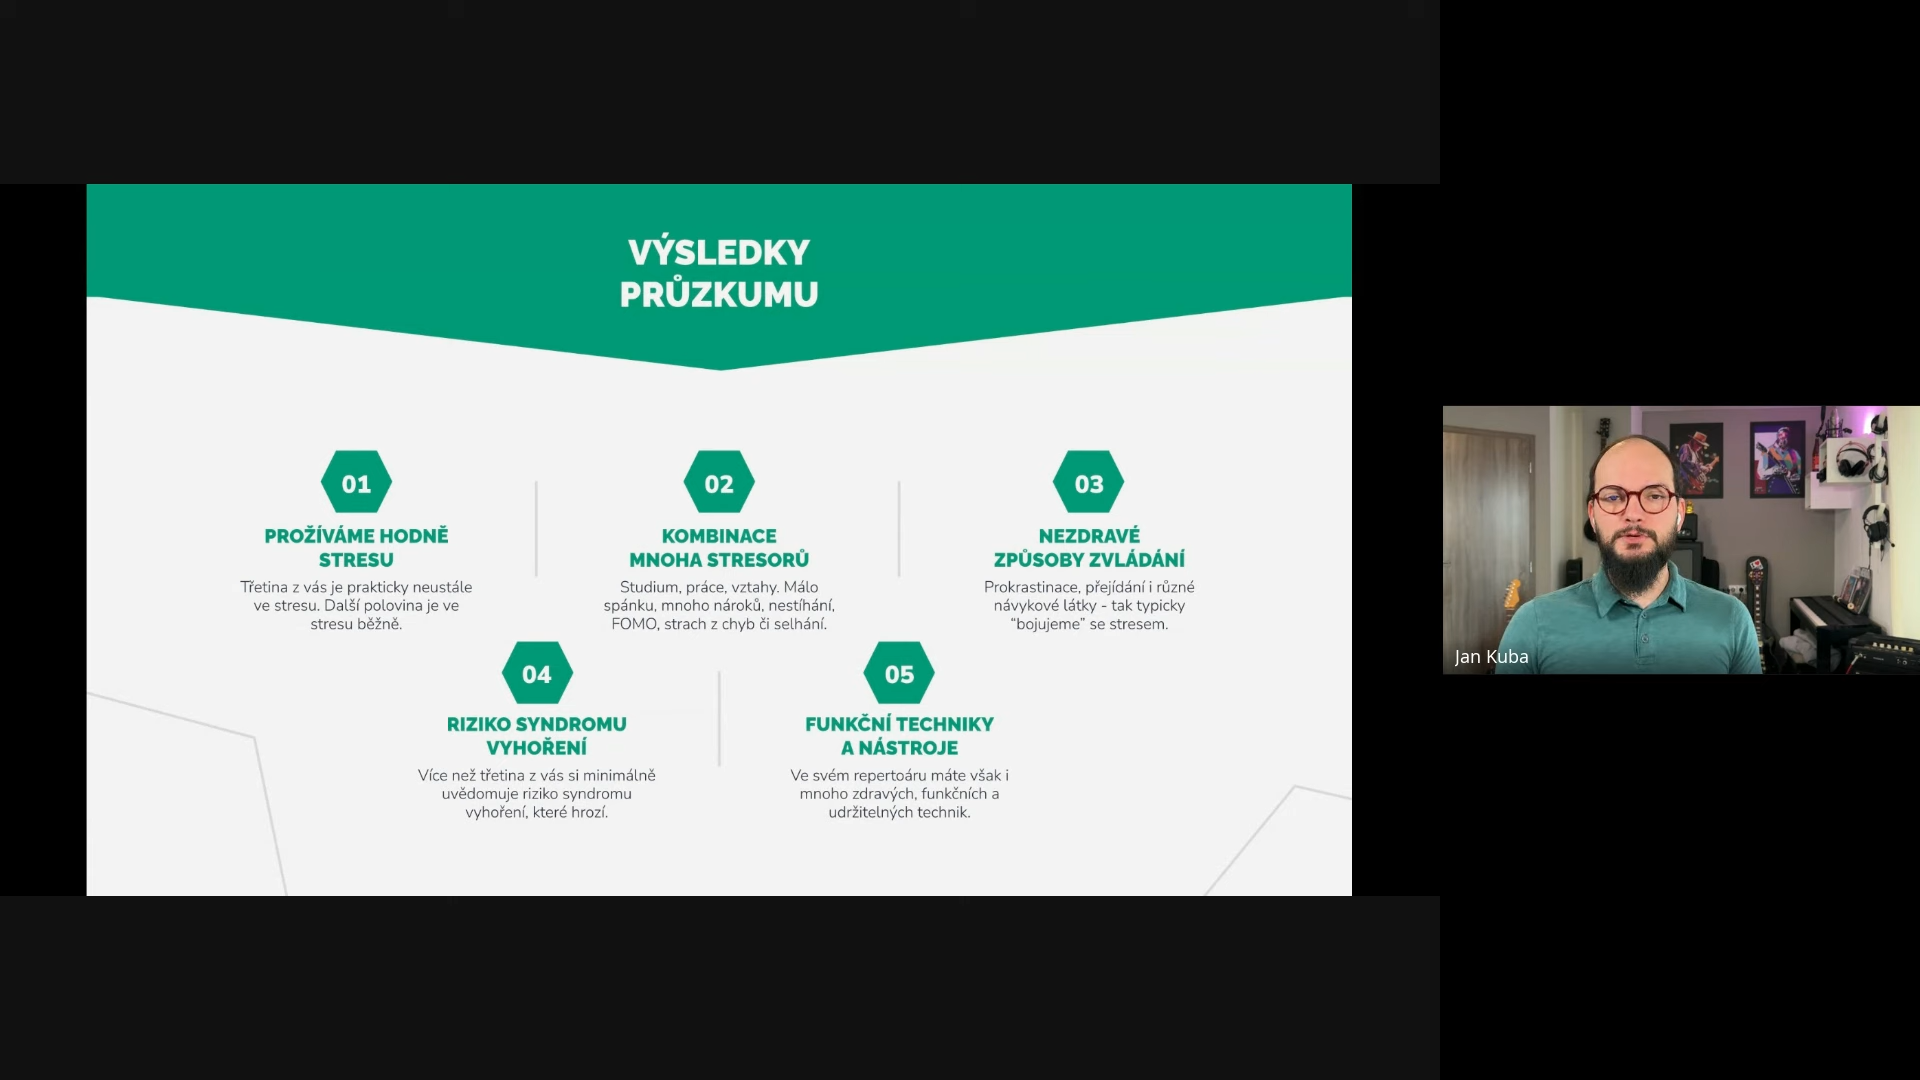 VÝSLEDKY
PRŮZKUMU
01
PROŽÍVÁME HODNĚ
STRESU
Třetina z vás je prakticky neustále
ve stresu. Další polovina je ve
stresu běžně.
02
KOMBINACE
MNOHA STRESORŮ
Studium, práce, vztahy. Málo
spánku, mnoho nároků, nestíhání,
FOMO, strach z chyb či selhání.
03
NEZDRAVÉ
ZPŮSOBY ZVLÁDÁNÍ
Prokrastinace, přejídání i různé
návykové látky - tak typicky
“bojujeme” se stresem.
04
RIZIKO SYNDROMU
VYHOŘENÍ
Více než třetina z vás si minimálně
uvědomuje riziko syndromu
vyhoření, které hrozí.
05
FUNKČNÍ TECHNIKY
A NÁSTROJE
Ve svém repertoáru máte však i
mnoho zdravých, funkčních a
udržitelných technik.
Jan Kuba